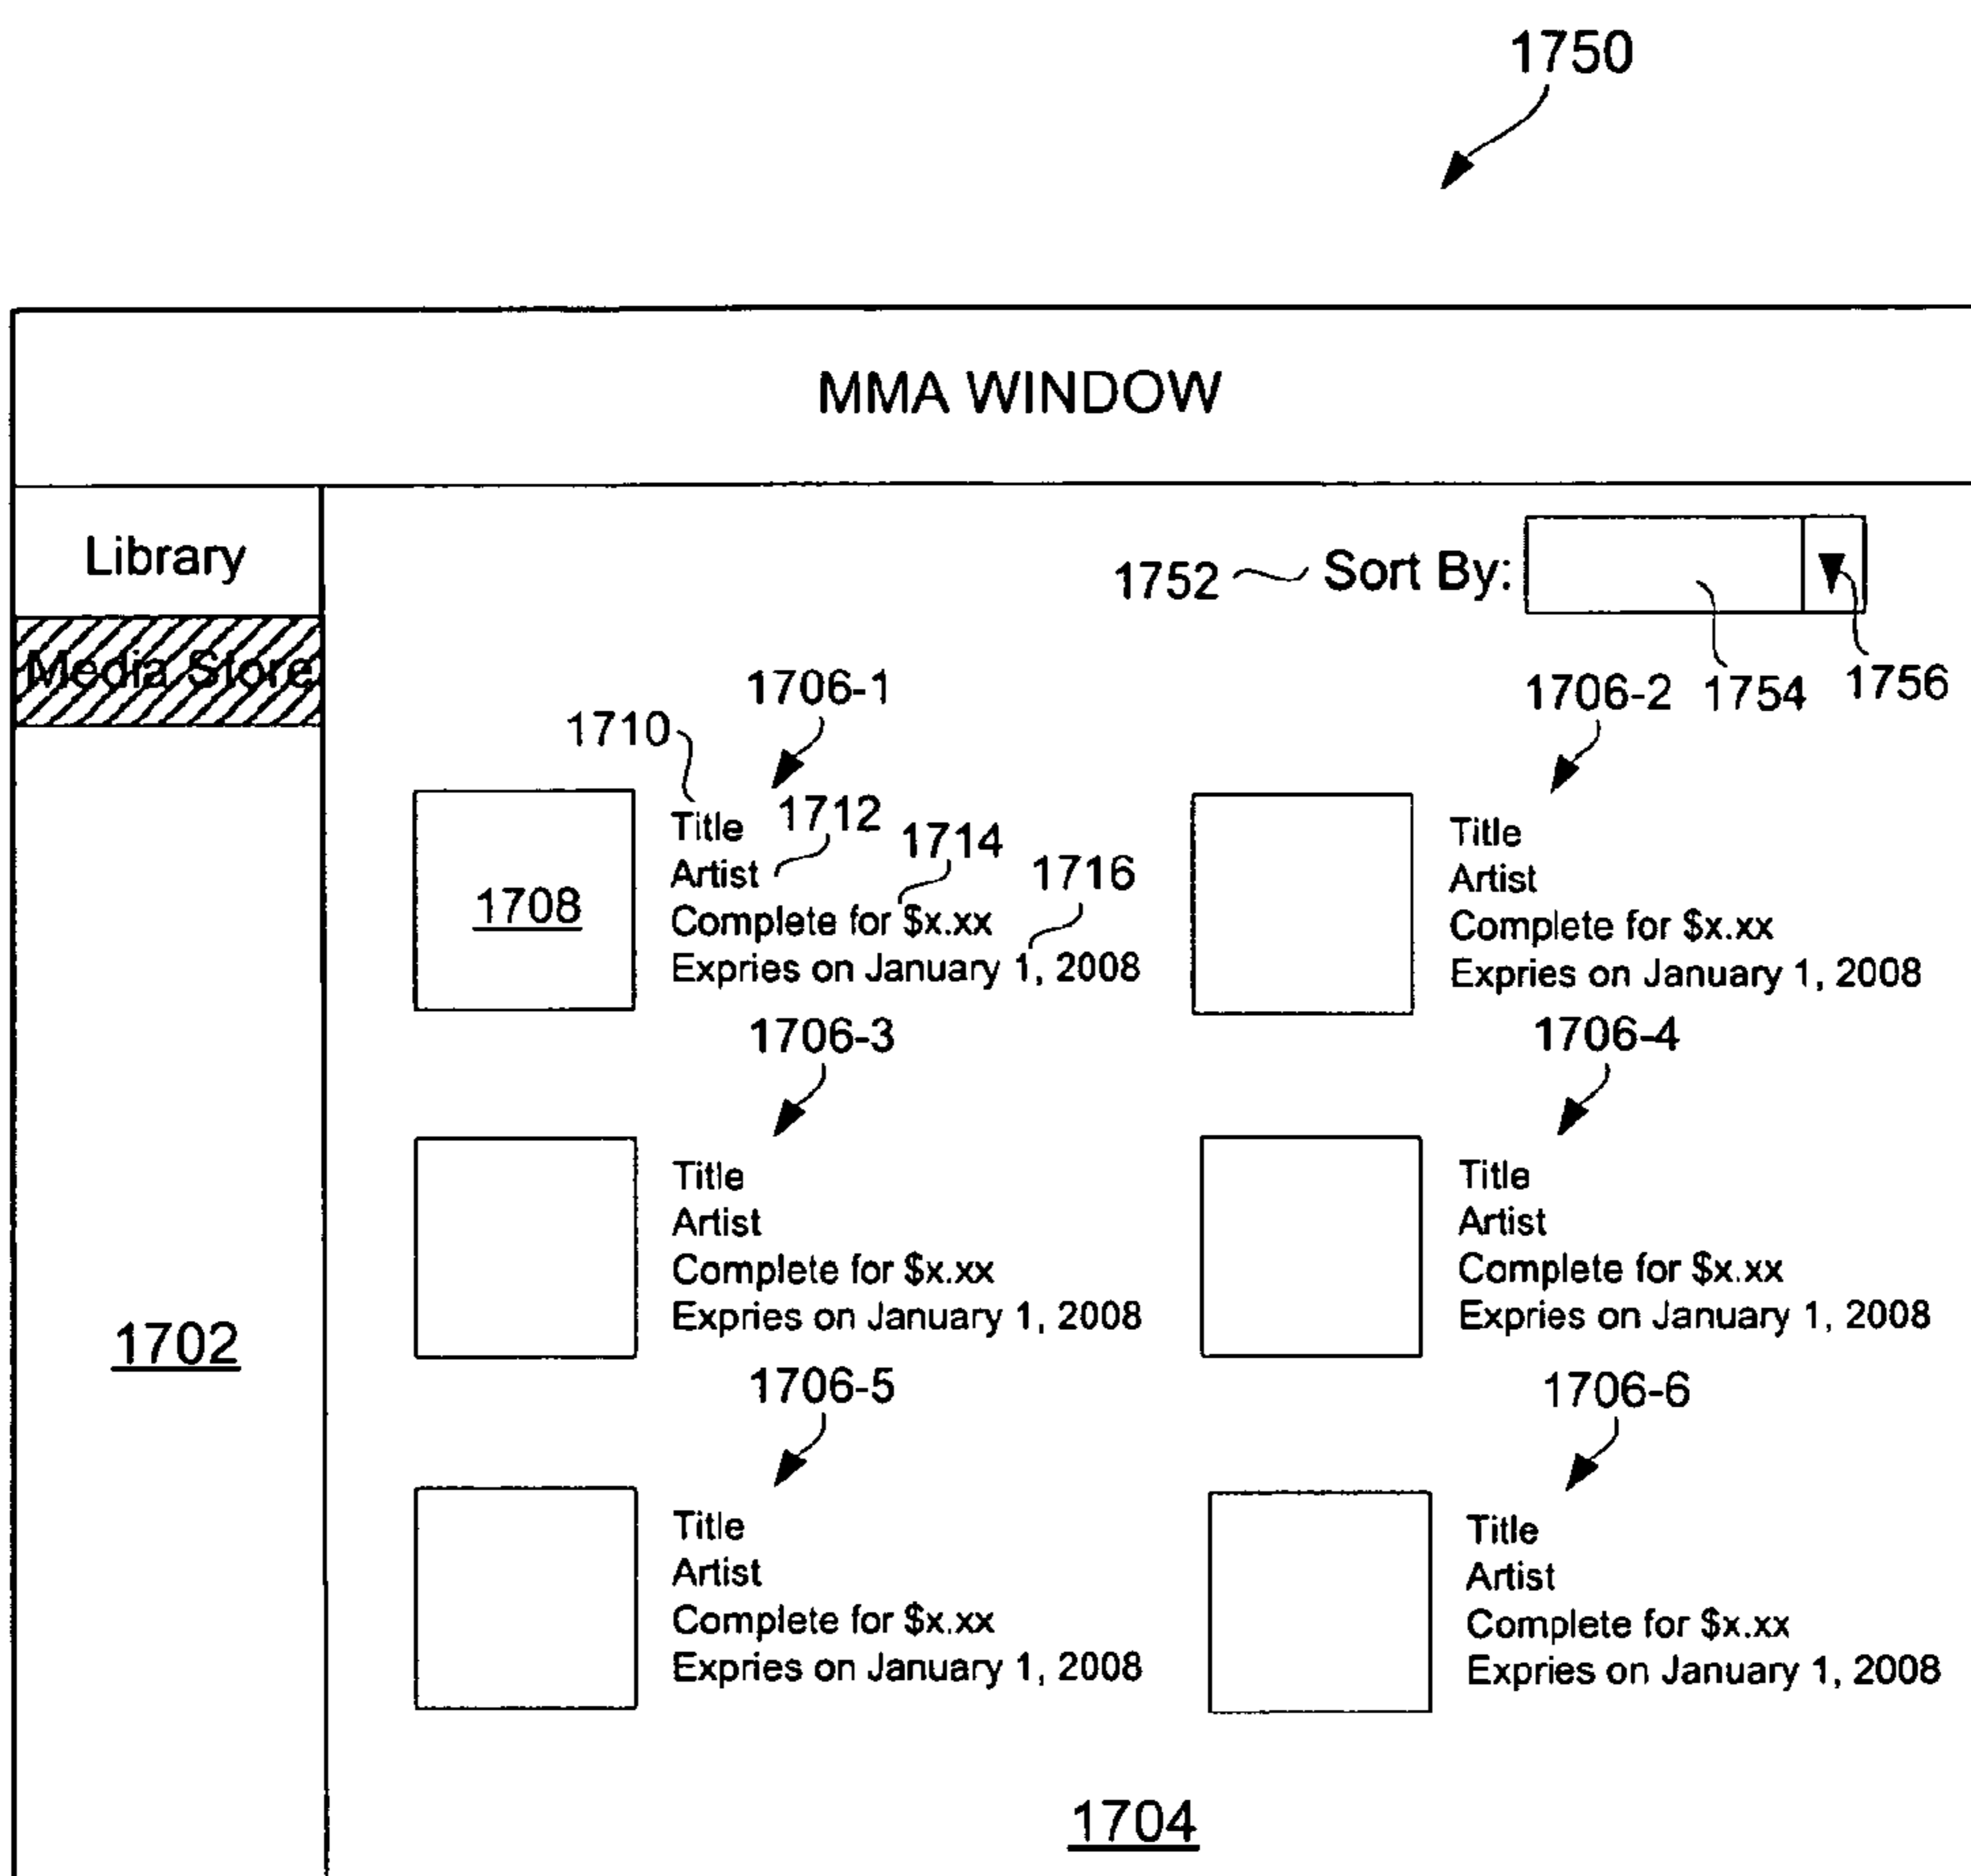 1750
MMA WINDOW
Library
1752 Sort By:
Media Store
1706-1
1706-2 1754 1756
1710
Title 1712
Artist 1714 1716
1708
Complete for $x.xx
Expries on January 1, 2008
Title
Artist
Complete for $x.xx
Expries on January 1, 2008
1706-3
1706-4
Title
Artist
Complete for $x.xx
Expries on January 1, 2008
Title
Artist
Complete for $x.xx
Expries on January 1, 2008
1702
1706-5
1706-6
Title
Artist
Complete for $x.xx
Expries on January 1, 2008
Title
Artist
Complete for $x.xx
Expries on January 1, 2008
1704